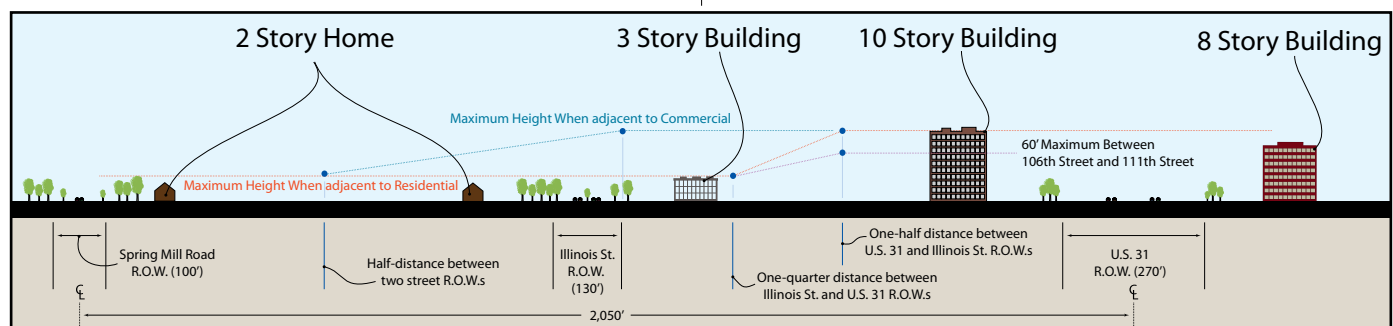 2 Story Home
3 Story Building
10 Story Building
8 Story Building
Maximum Height When adjacent to Commercial
60’ Maximum Between
106th Street and 111th Street
Maximum Height When adjacent to Residential
Spring Mill Road
R.O.W. (100’)
Half-distance between
two street R.O.W.s
Illinois St.
R.O.W.
(130’)
One-quarter distance between
Illinois St. and U.S. 31 R.O.W.s
One-half distance between
U.S. 31 and Illinois St. R.O.W.s
U.S. 31
R.O.W. (270’)
℄
℄
2,050’